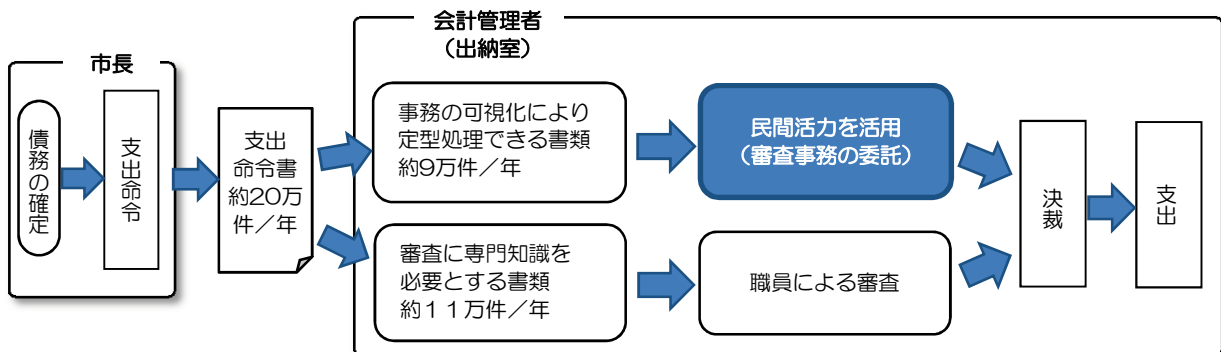 会計管理者
（出納室）
市長
債務の確定
支出命令
支出
命令書
約20万
件／年
事務の可視化により
定型処理できる書類
約9万件／年
民間活力を活用
（審査事務の委託）
審査に専門知識を
必要とする書類
約１１万件／年
職員による審査
決裁
支出